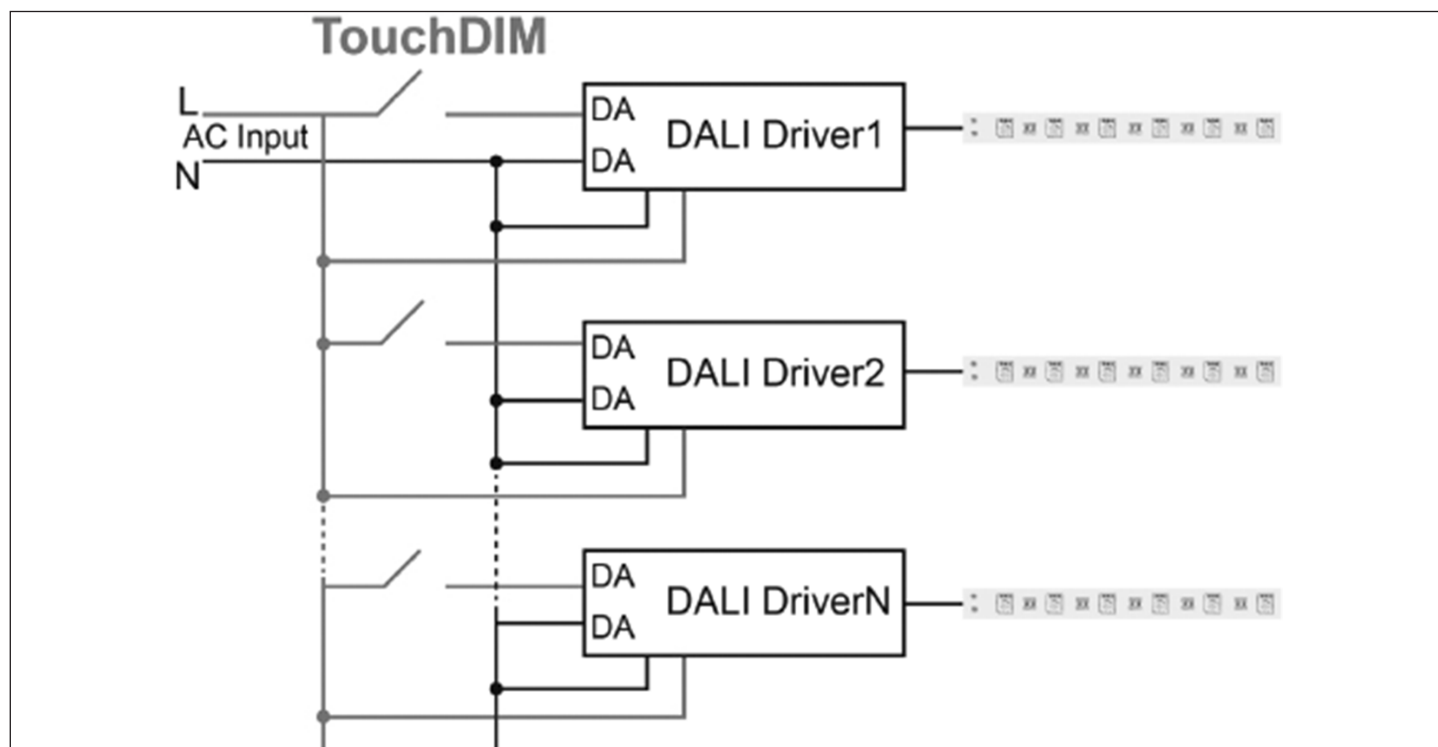 TouchDIM
L
AC Input
N
DA
DA
DALI Driver1
DA
DA
DALI Driver2
DA
DA
DALI DriverN